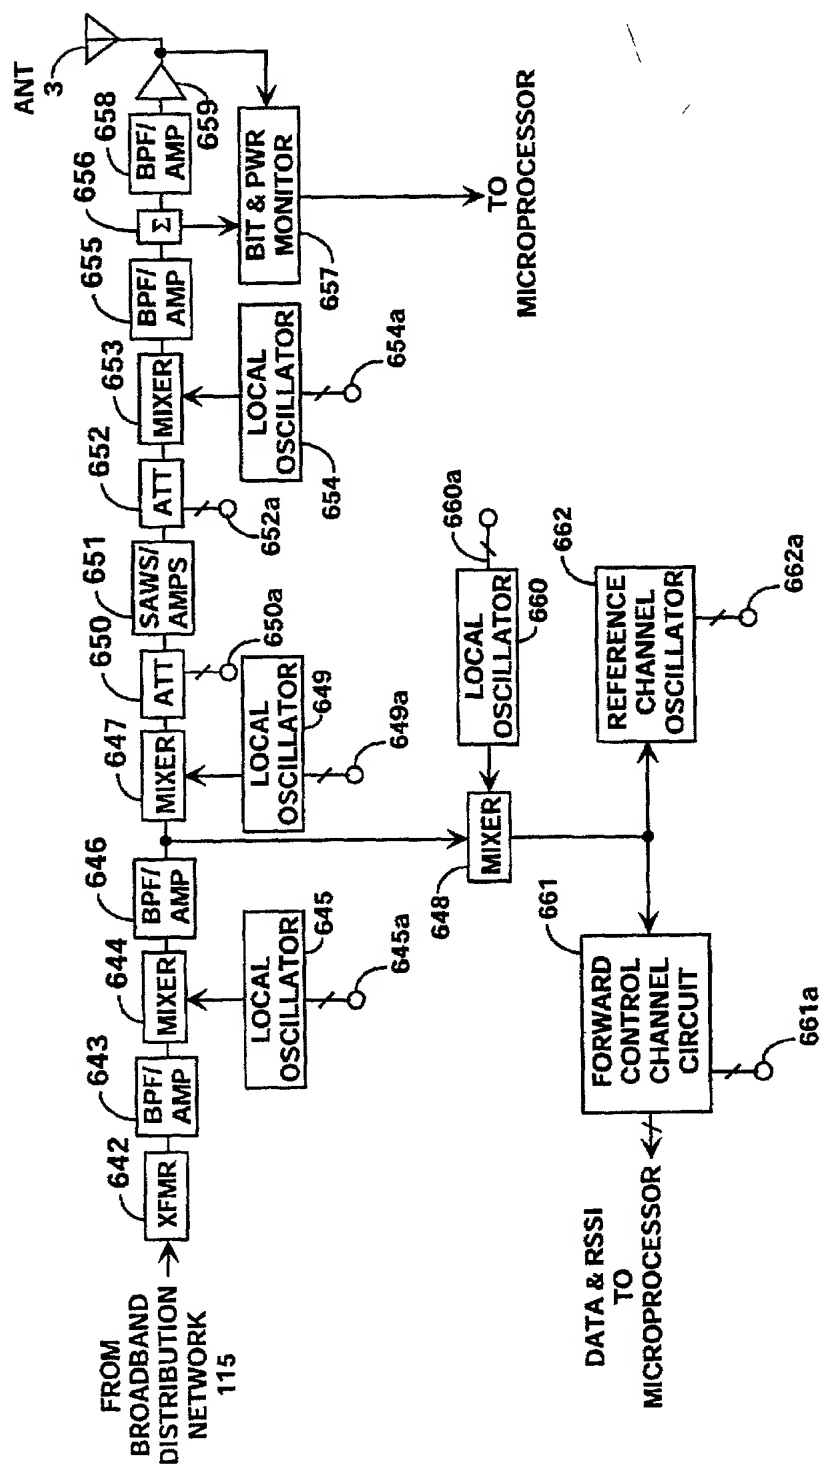 FROM
BROADBAND
DISTRIBUTION
NETWORK
115
642
XFMR
643
BPF/
AMP
644
MIXER
LOCAL
OSCILLATOR
645
645a
646
BPF/
AMP
647
MIXER
LOCAL
OSCILLATOR
649
649a
650
ATT
650a
651
SAWS/
AMPS
652
ATT
652a
653
MIXER
LOCAL
OSCILLATOR
654
654a
655
BPF/
AMP
656
Σ
BIT & PWR
MONITOR
657
658
BPF/
AMP
659
ANT
3
TO
MICROPROCESSOR
648
MIXER
LOCAL
OSCILLATOR
660
660a
661
FORWARD
CONTROL
CHANNEL
CIRCUIT
661a
662
REFERENCE
CHANNEL
OSCILLATOR
662a
DATA & RSSI
TO
MICROPROCESSOR